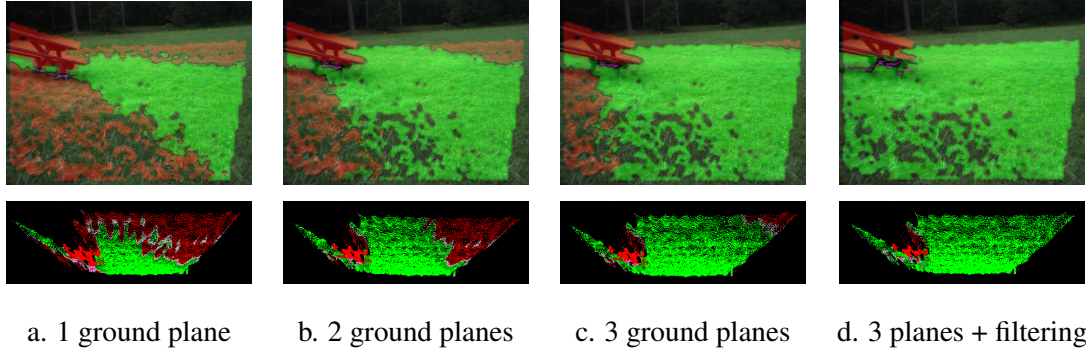 a. 1 ground plane
b. 2 ground planes
c. 3 ground planes
d. 3 planes + filtering